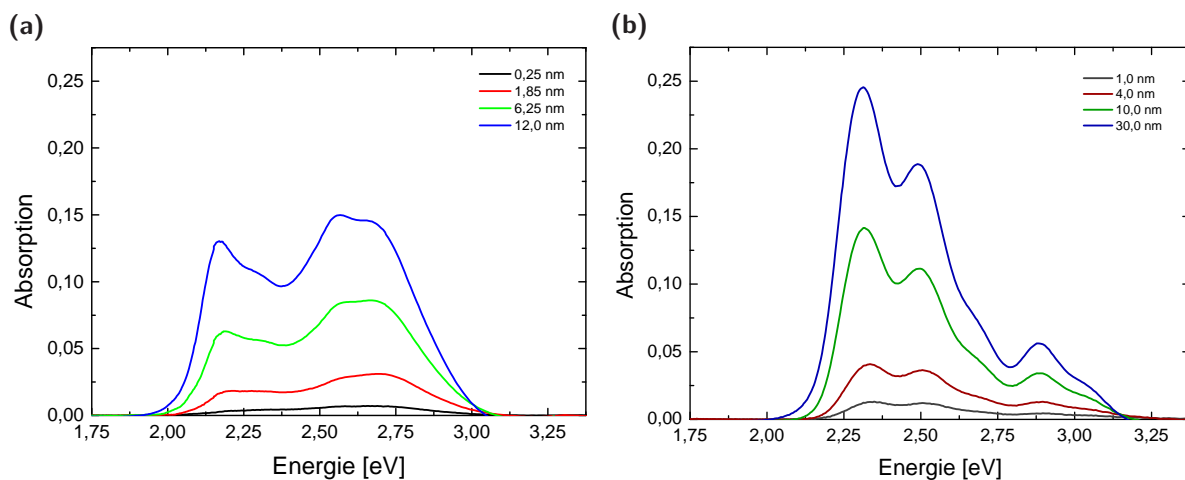 (a)
0,25
0,20
0,15
0,10
0,05
0,00
Absorption
0,25 nm
1,85 nm
6,25 nm
12,0 nm
1,75 2,00 2,25 2,50 2,75 3,00 3,25
Energie [eV]
(b)
0,25
0,20
0,15
0,10
0,05
0,00
Absorption
1,0 nm
4,0 nm
10,0 nm
30,0 nm
1,75 2,00 2,25 2,50 2,75 3,00 3,25
Energie [eV]